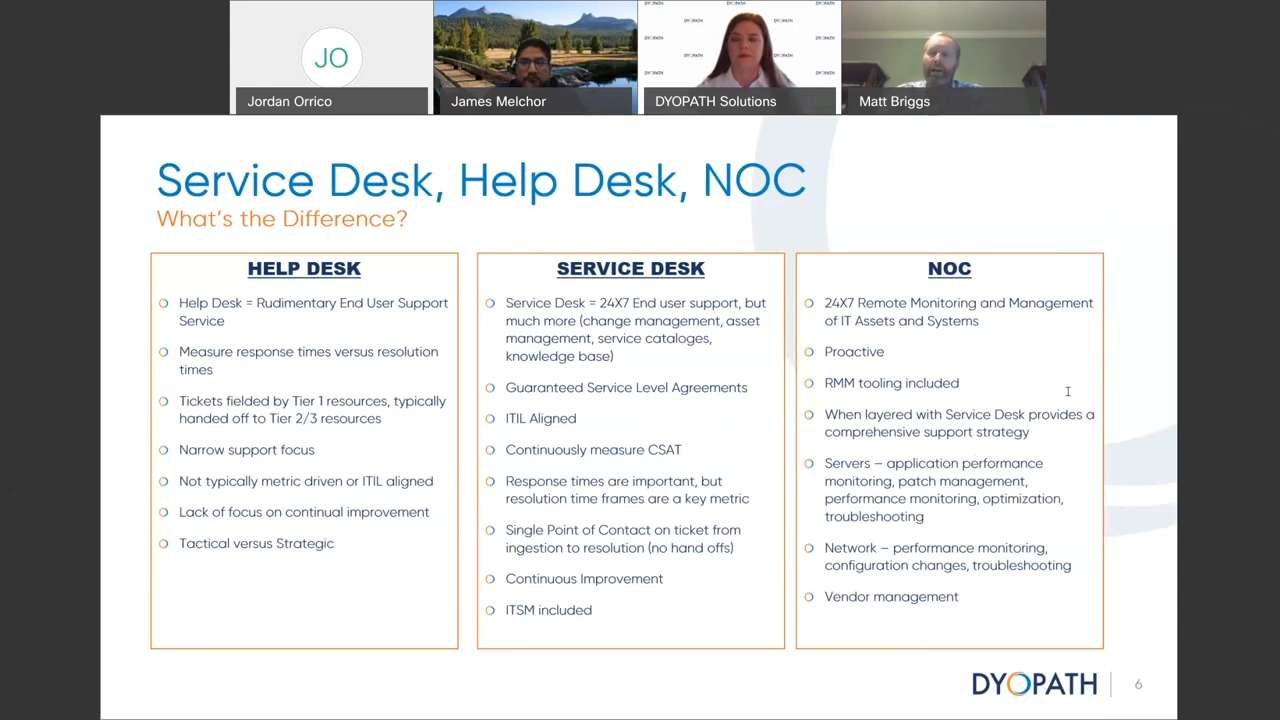 JO
Jordan Orrico
James Melchor
DYOPATH Solutions
Matt Briggs
Service Desk, Help Desk, NOC
What's the Difference?
HELP DESK
Help Desk = Rudimentary End User Support
Service
Measure response times versus resolution
times
Tickets fielded by Tier 1 resources, typically
handed off to Tier 2/3 resources
Narrow support focus
Not typically metric driven or ITIL aligned
Lack of focus on continual improvement
Tactical versus Strategic
SERVICE DESK
Service Desk = 24X7 End user support, but
much more (change management, asset
management, service cataloges,
knowledge base)
Guaranteed Service Level Agreements
ITIL Aligned
Continuously measure CSAT
Response times are important, but
resolution time frames are a key metric
Single Point of Contact on ticket from
ingestion to resolution (no hand offs)
Continuous Improvement
ITSM included
NOC
24X7 Remote Monitoring and Management
of IT Assets and Systems
Proactive
RMM tooling included
When layered with Service Desk provides a
comprehensive support strategy
Servers – application performance
monitoring, patch management,
performance monitoring, optimization,
troubleshooting
Network – performance monitoring,
configuration changes, troubleshooting
Vendor management
DYOPATH
6